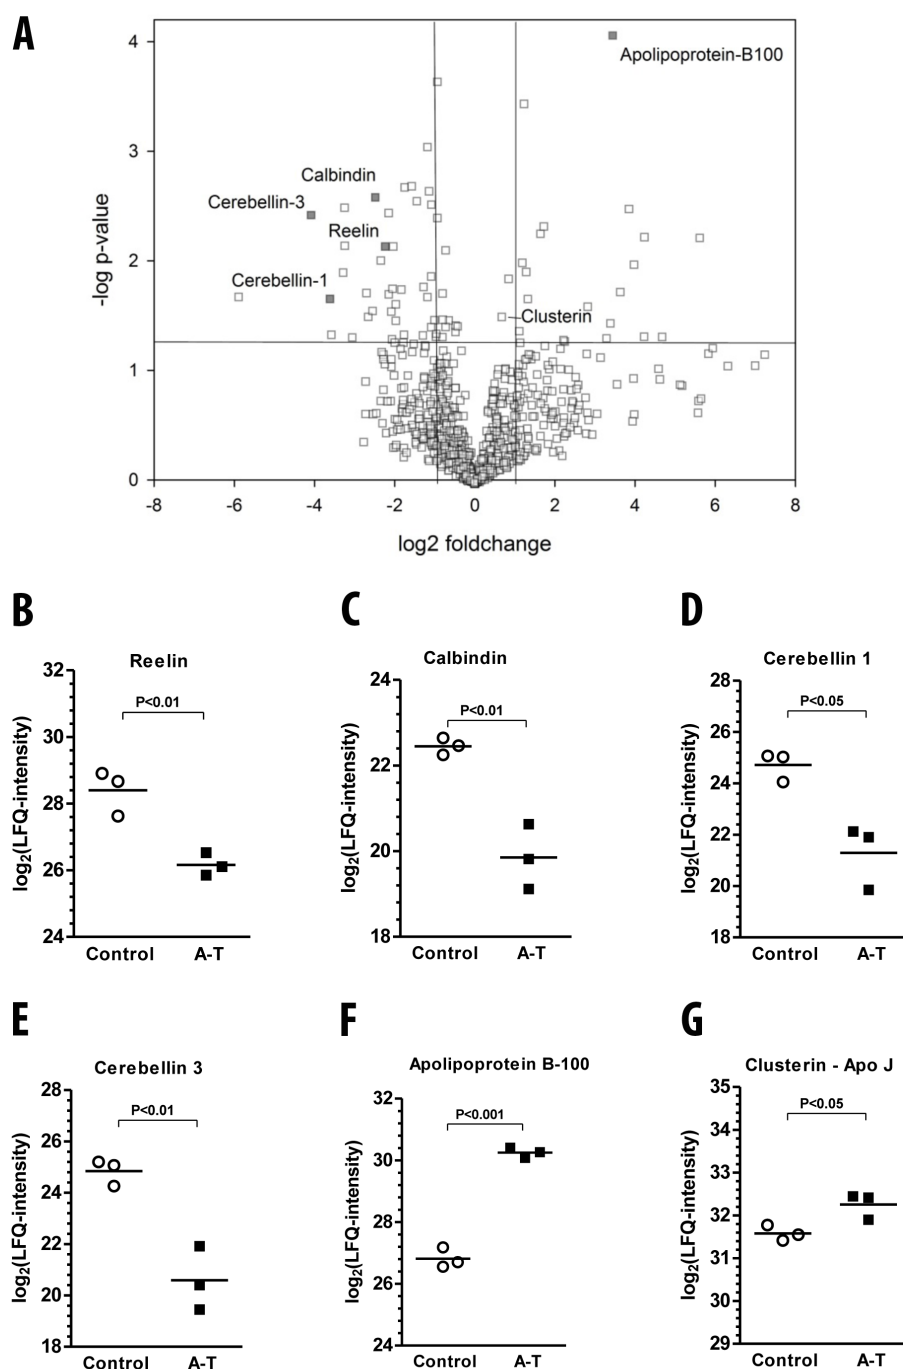 A
4
Apolipoprotein-B100
3
Calbindin
Cerebellin-3
Reelin
-log p-value
2
Cerebellin-1
Clusterin
1
0
-8 -6 -4 -2 0 2 4 6 8
log2 foldchange
B
Reelin
32
30
28
26
24
P<0.01
log2(LFQ-intensity)
Control A-T
C
Calbindin
24
22
20
18
P<0.01
log2(LFQ-intensity)
Control A-T
D
Cerebellin 1
28
26
24
22
20
18
P<0.05
log2(LFQ-intensity)
Control A-T
E
Cerebellin 3
28
26
24
22
20
18
P<0.01
log2(LFQ-intensity)
Control A-T
F
Apolipoprotein B-100
32
30
28
26
24
P<0.001
log2(LFQ-intensity)
Control A-T
G
Clusterin - Apo J
35
34
33
32
31
30
29
P<0.05
log2(LFQ-intensity)
Control A-T